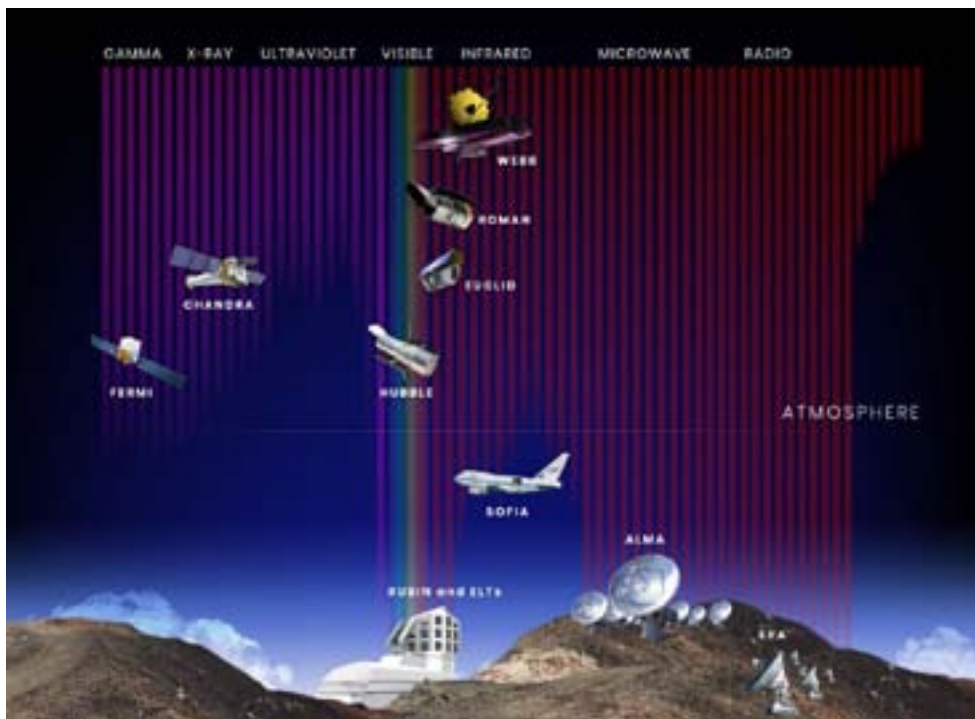 GAMMA X-RAY ULTRAVIOLET VISIBLE INFRARED MICROWAVE RADIO
WEBB
ROMAN
EUCLID
CHANDRA
FERMI
HUBBLE
ATMOSPHERE
SOFIA
ALMA
RUBIN and ELTs